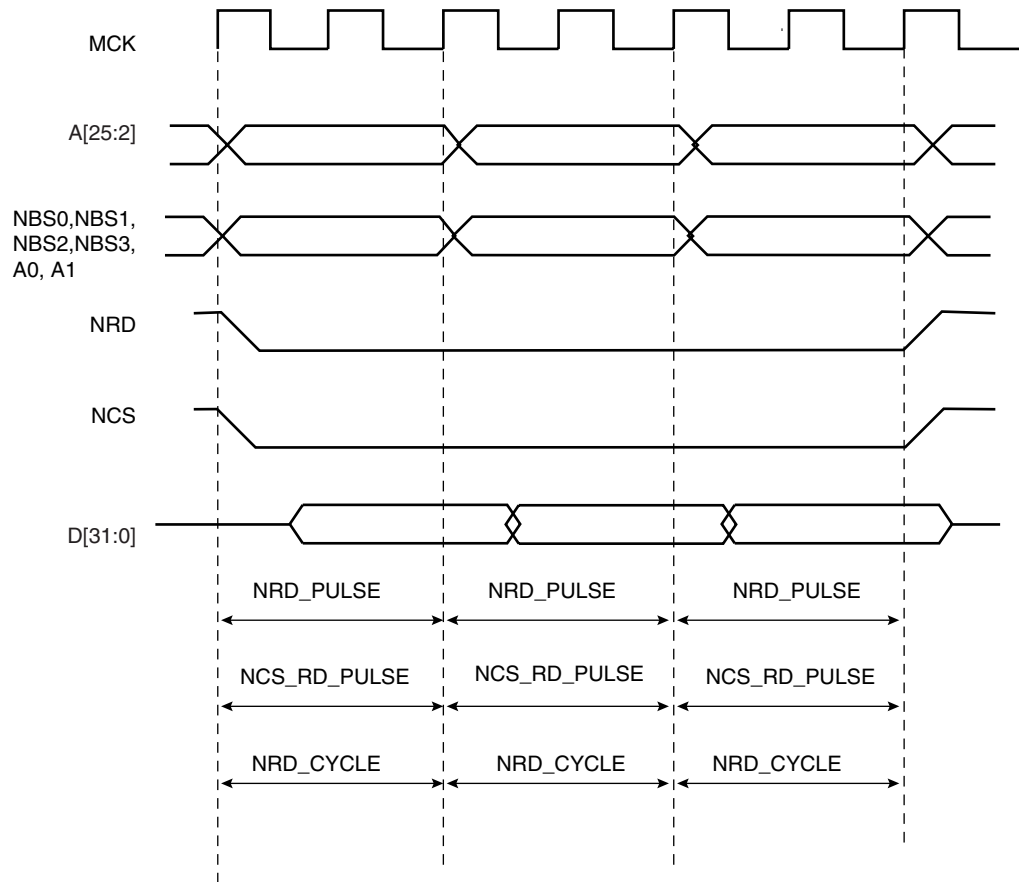 MCK
A[25:2]
NBS0,NBS1,
NBS2,NBS3,
A0, A1
NRD
NCS
D[31:0]
NRD_PULSE NRD_PULSE NRD_PULSE
NCS_RD_PULSE NCS_RD_PULSE NCS_RD_PULSE
NRD_CYCLE NRD_CYCLE NRD_CYCLE